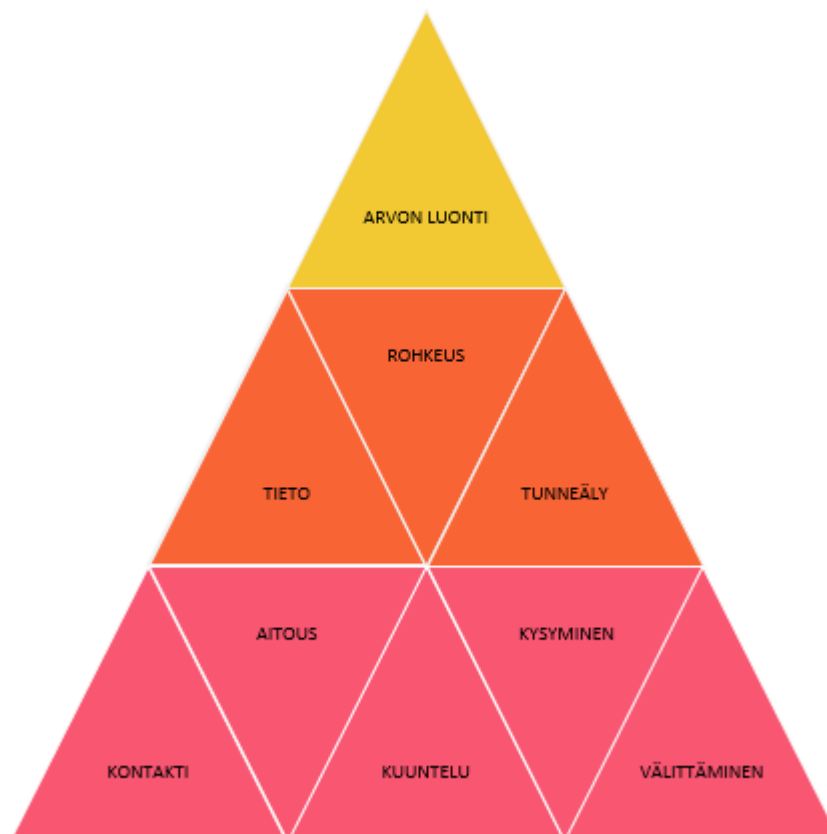 ARVON LUONTI
ROHKEUS
TIETO
TUNNEÄLY
AITOUS
KYSYMINEN
KONTAKTI
KUUNTELU
VÄLITTÄMINEN